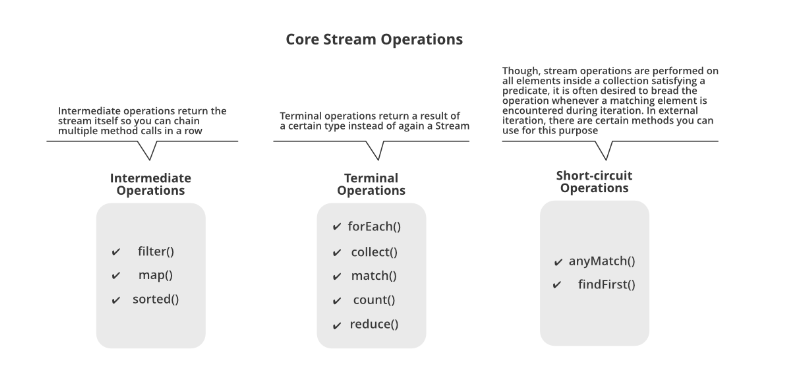 Core Stream Operations
Intermediate operations return the
stream itself so you can chain
multiple method calls in a row
Intermediate
Operations
✔ filter()
✔ map()
✔ sorted()
Terminal operations return a result of
a certain type instead of again a Stream
Terminal
Operations
✔ forEach()
✔ collect()
✔ match()
✔ count()
✔ reduce()
Though, stream operations are performed on
all elements inside a collection satisfying a
predicate, it is often desired to bread the
operation whenever a matching element is
encountered during iteration. In external
iteration, there are certain methods you can
use for this purpose
Short-circuit
Operations
✔ anyMatch()
✔ findFirst()